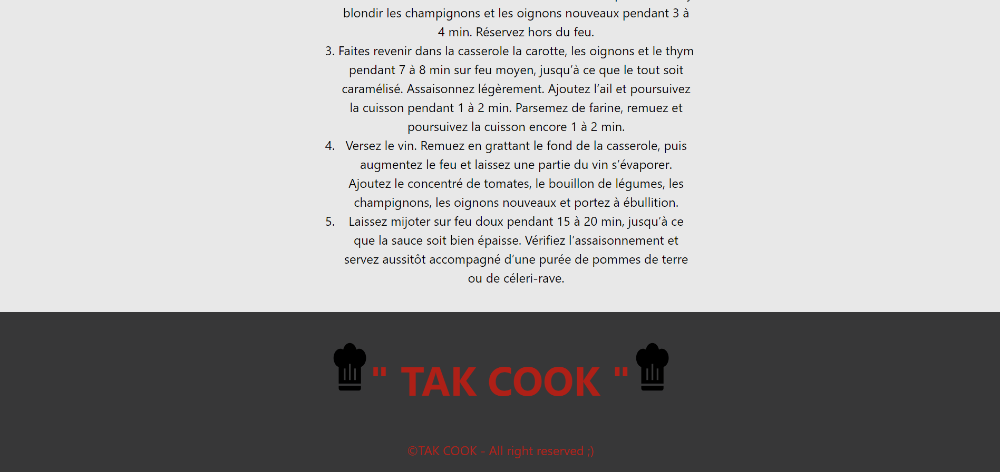 blondir les champignons et les oignons nouveaux pendant 3 à
4 min. Réservez hors du feu.
3. Faites revenir dans la casserole la carotte, les oignons et le thym
pendant 7 à 8 min sur feu moyen, jusqu’à ce que le tout soit
caramélisé. Assaisonnez légèrement. Ajoutez l’ail et poursuivez
la cuisson pendant 1 à 2 min. Parsemez de farine, remuez et
poursuivez la cuisson encore 1 à 2 min.
4. Versez le vin. Remuez en grattant le fond de la casserole, puis
augmentez le feu et laissez une partie du vin s’évaporer.
Ajoutez le concentré de tomates, le bouillon de légumes, les
champignons, les oignons nouveaux et portez à ébullition.
5. Laissez mijoter sur feu doux pendant 15 à 20 min, jusqu’à ce
que la sauce soit bien épaisse. Vérifiez l’assaisonnement et
servez aussitôt accompagné d’une purée de pommes de terre
ou de céleri-rave.
" TAK COOK "
©TAK COOK - All right reserved ;)